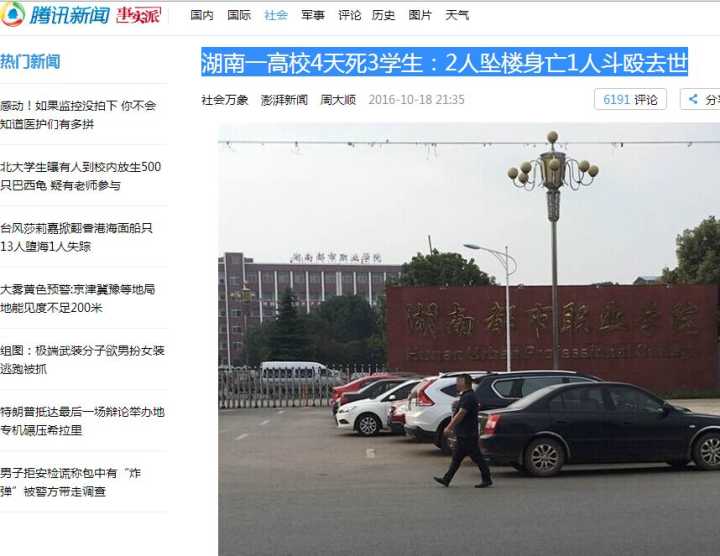 腾讯新闻 事实派 国内 国际 社会 军事 评论 历史 图片 天气
热门新闻
湖南一高校4天死3学生：2人坠楼身亡1人斗殴去世
社会万象 澎湃新闻 周大顺 2016-10-18 21:35 6191 评论
感动！如果监控没拍下 你不会
知道医护们有多拼
北大学生曝有人到校内放生500
只巴西龟 疑有老师参与
台风莎莉嘉掀翻香港海面船只
13人堕海1人失踪
大雾黄色预警:京津冀豫等地局
地能见度不足200米
组图：极端武装分子欲男扮女装
逃跑被抓
特朗普抵达最后一场辩论举办地
专机碾压希拉里
男子拒安检谎称包中有“炸
弹”被警方带走调查
湖南都市职业学院
湖南都市职业学院
Hunan Urban Professional College